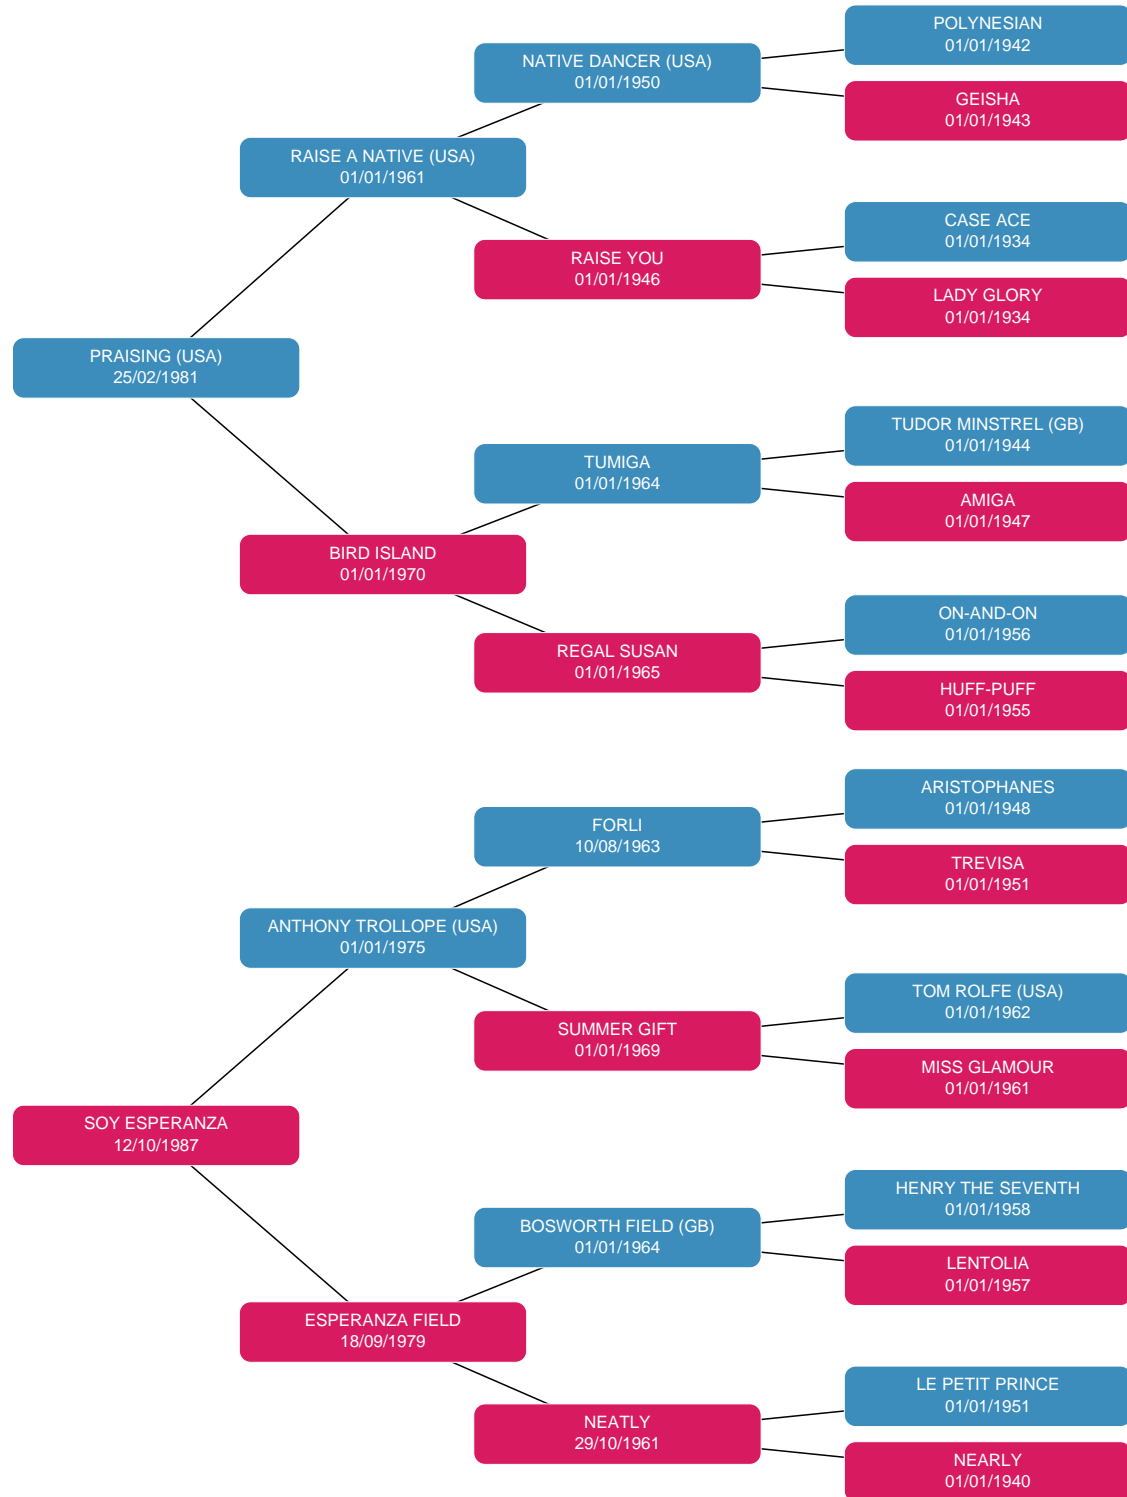 POLYNESIAN
01/01/1942
NATIVE DANCER (USA)
01/01/1950
GEISHA
01/01/1943
RAISE A NATIVE (USA)
01/01/1961
CASE ACE
01/01/1934
RAISE YOU
01/01/1946
LADY GLORY
01/01/1934
PRAISING (USA)
25/02/1981
TUDOR MINSTREL (GB)
01/01/1944
TUMIGA
01/01/1964
AMIGA
01/01/1947
BIRD ISLAND
01/01/1970
ON-AND-ON
01/01/1956
REGAL SUSAN
01/01/1965
HUFF-PUFF
01/01/1955
ARISTOPHANES
01/01/1948
FORLI
10/08/1963
TREVISA
01/01/1951
ANTHONY TROLLOPE (USA)
01/01/1975
TOM ROLFE (USA)
01/01/1962
SUMMER GIFT
01/01/1969
MISS GLAMOUR
01/01/1961
SOY ESPERANZA
12/10/1987
HENRY THE SEVENTH
01/01/1958
BOSWORTH FIELD (GB)
01/01/1964
LENTOLIA
01/01/1957
ESPERANZA FIELD
18/09/1979
LE PETIT PRINCE
01/01/1951
NEATLY
29/10/1961
NEARLY
01/01/1940